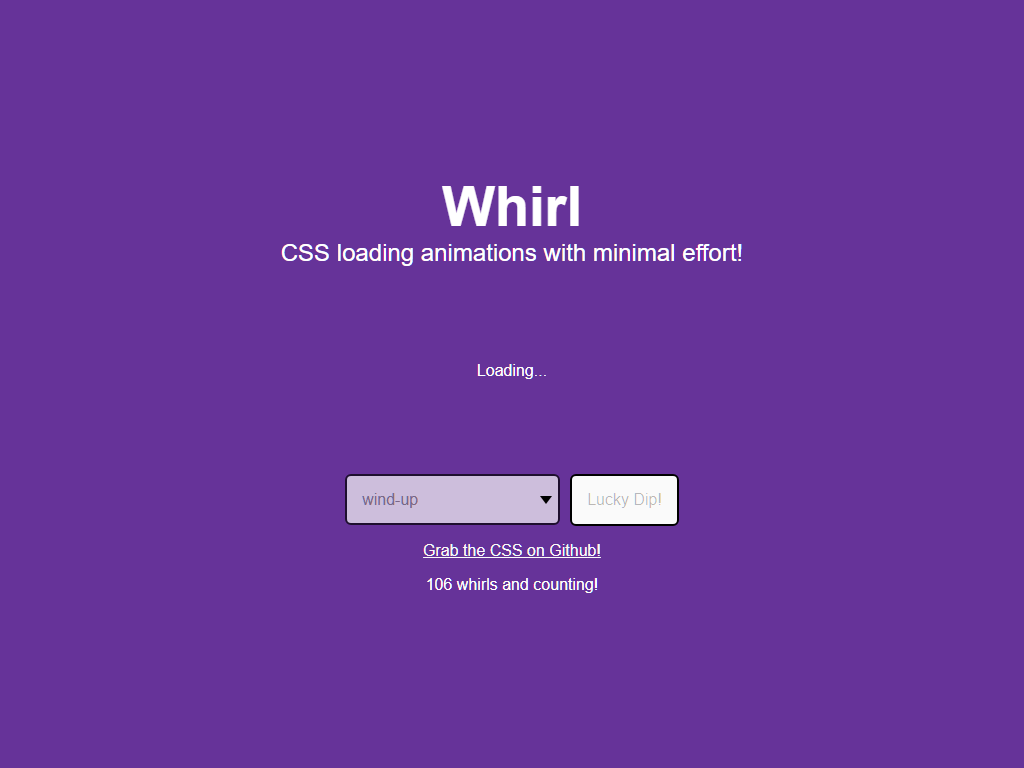 Whirl
CSS loading animations with minimal effort!
Loading...
wind-up
Lucky Dip!
Grab the CSS on Github!
106 whirls and counting!